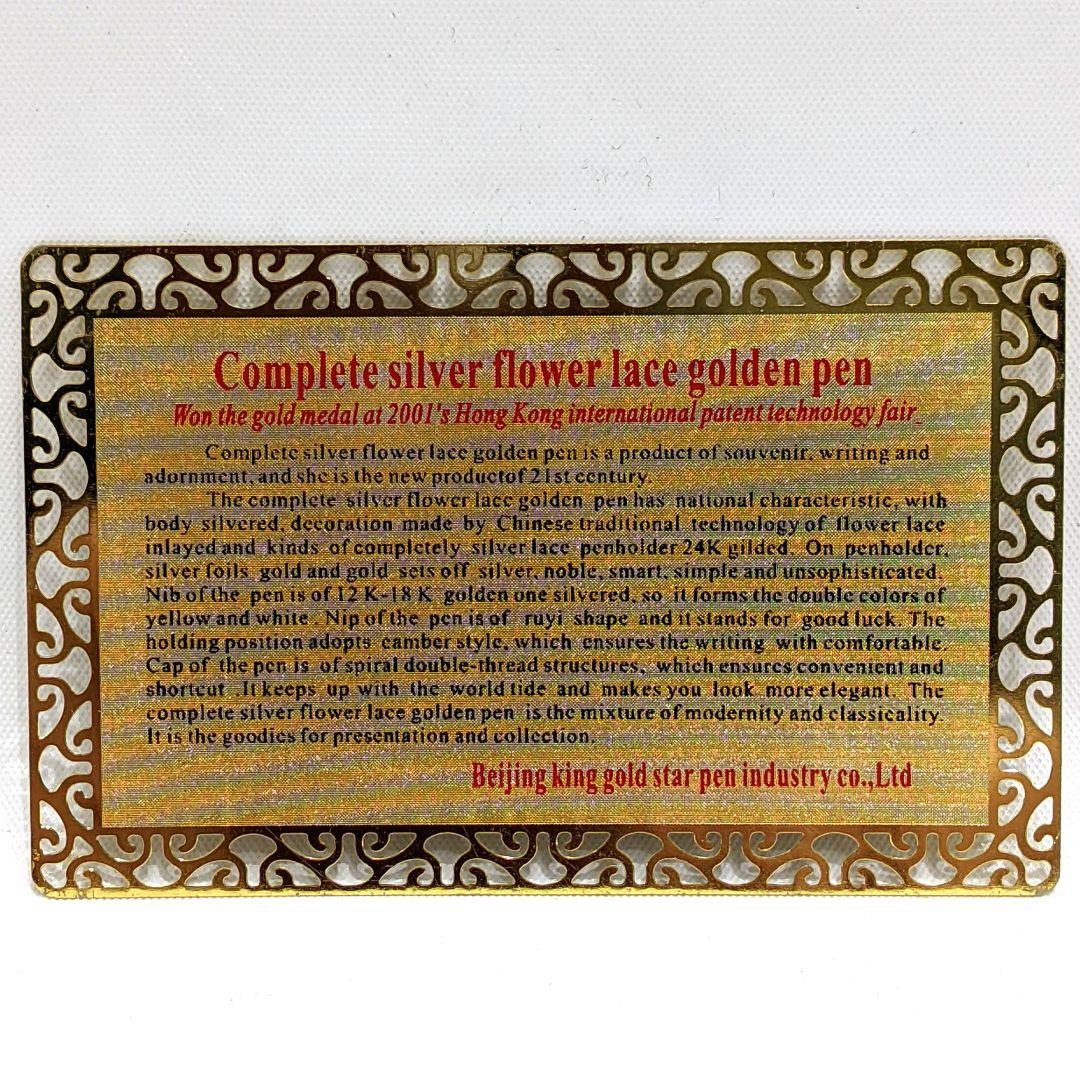 Complete silver flower lace golden pen
Won the gold medal at 2001's Hong Kong international patent technology fair
Complete silver flower lace golden pen is a product of souvenir, writing and
adornment, and she is the new productof 21st century.
The complete silver flower lace golden pen has national characteristic, with
body silvered, decoration made by Chinese traditional technology of flower lace
inlayed and kinds of completely silver lace penholder 24K gilded. On penholder,
silver foils gold and gold sets off silver, noble, smart, simple and unsophisticated.
Nib of the pen is of 12 K-18 K golden one silvered, so it forms the double colors of
yellow and white . Nip of the pen is of ruyi shape and it stands for good luck. The
holding position adopts camber style, which ensures the writing with comfortable.
Cap of the pen is of spiral double-thread structures, which ensures convenient and
shortcut .It keeps up with the world tide and makes you look more elegant. The
complete silver flower lace golden pen is the mixture of modernity and classicality.
It is the goodies for presentation and collection.
Beijing king gold star pen industry co.,Ltd